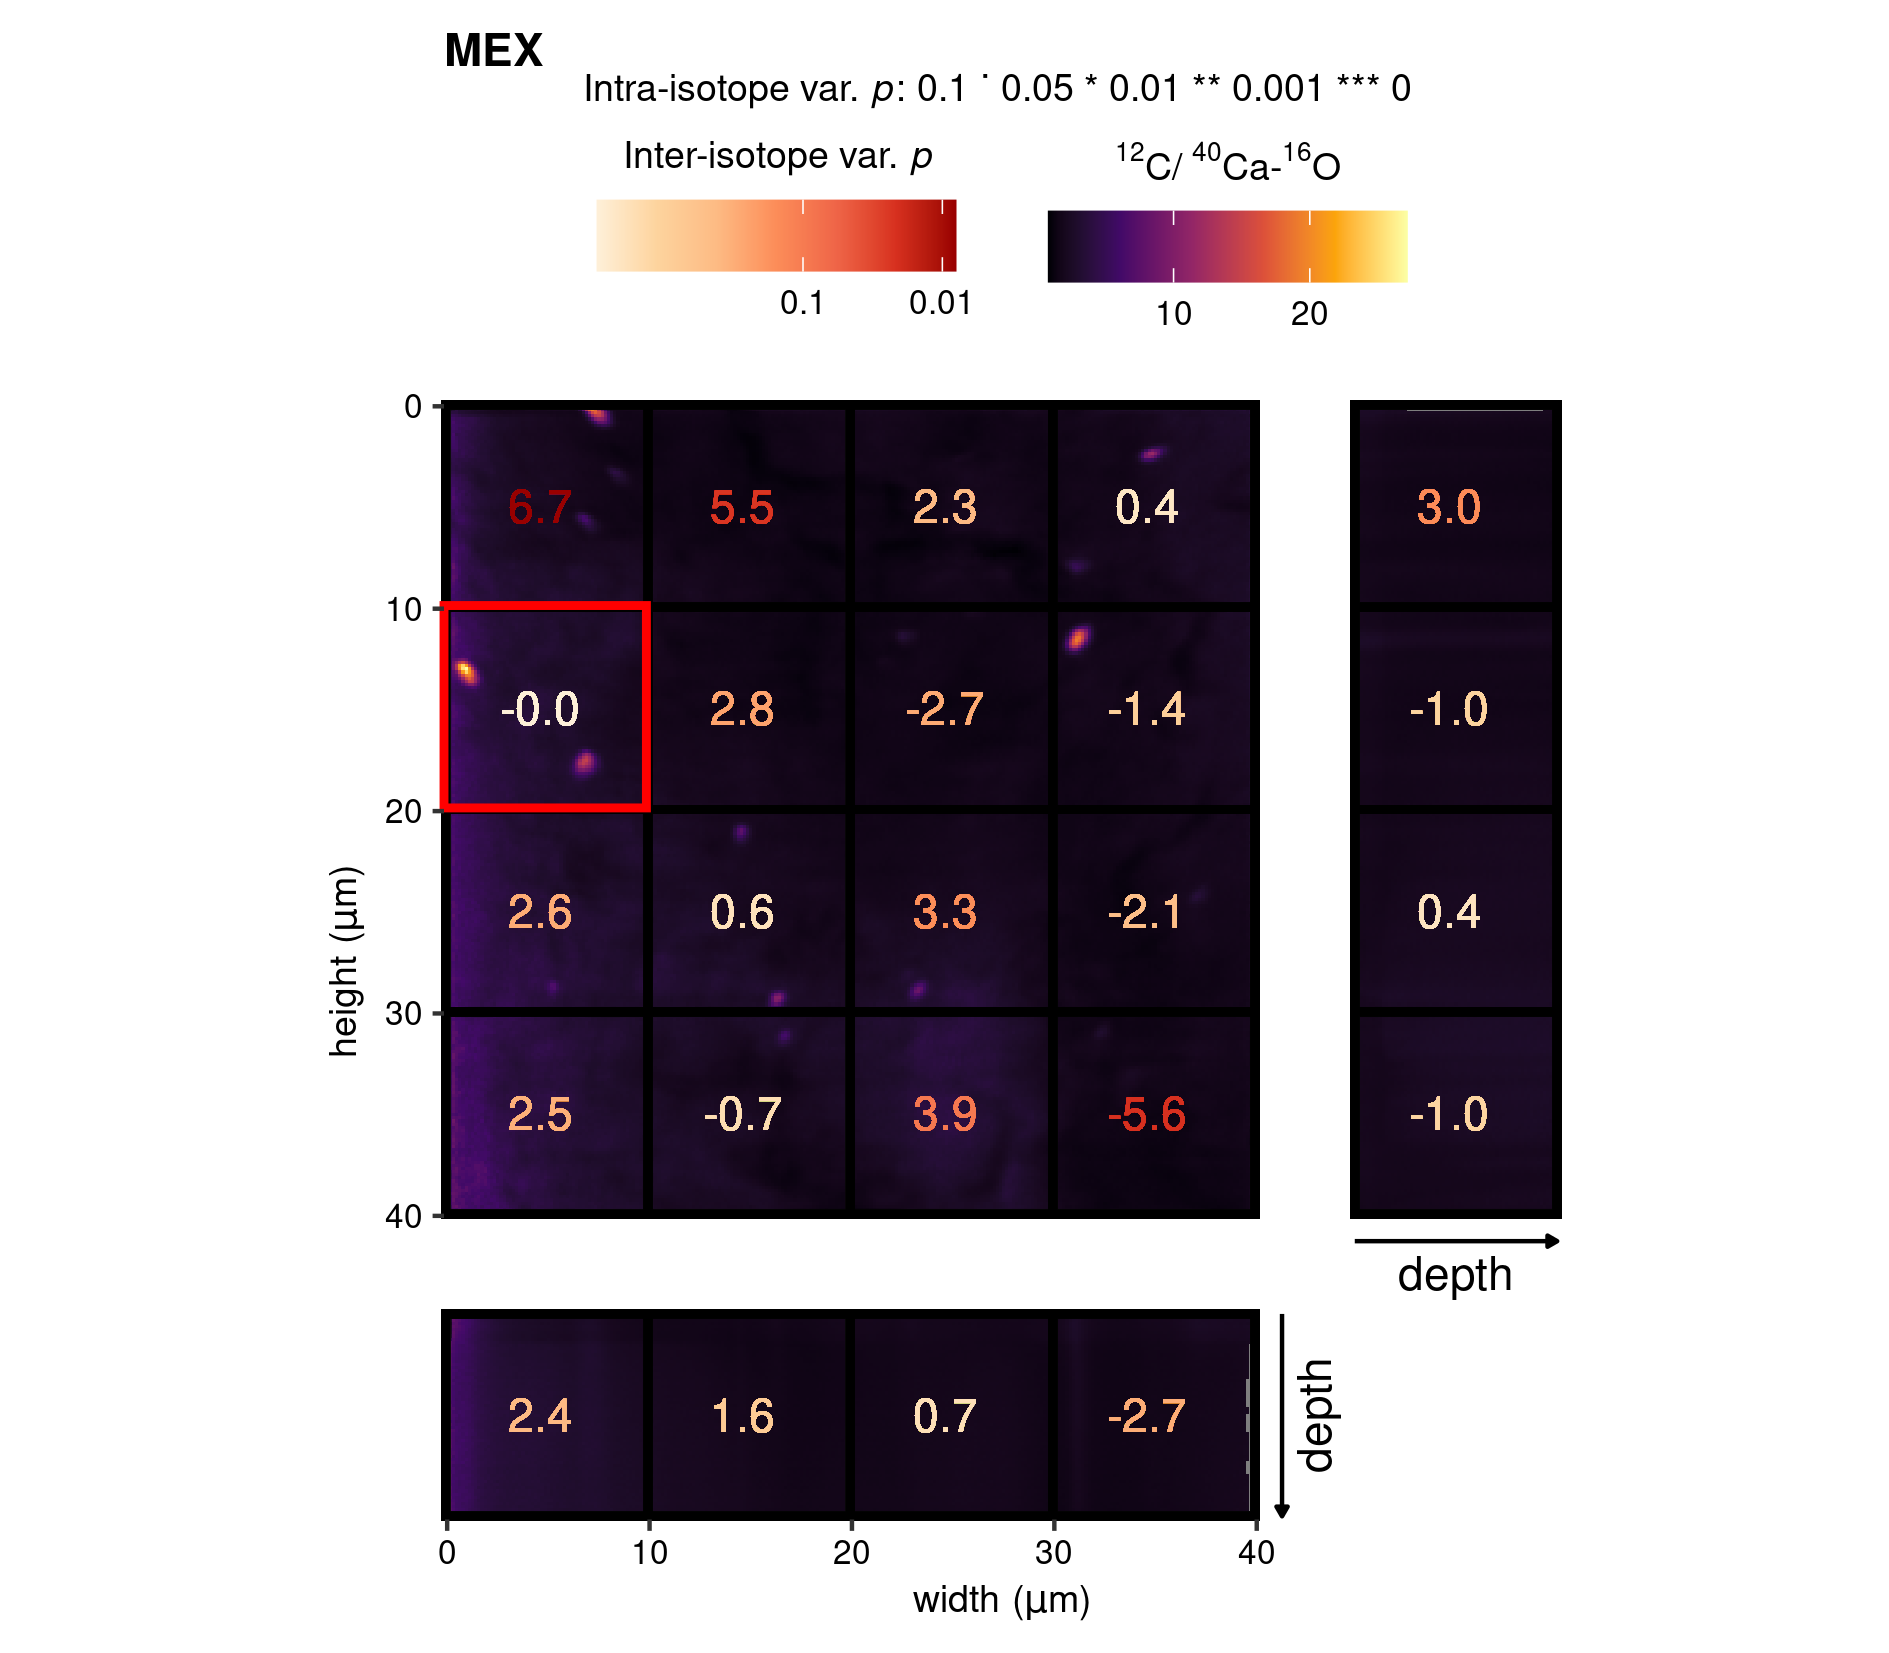 MEX
Intra-isotope var. p: 0.1 ˙ 0.05 * 0.01 ** 0.001 *** 0
Inter-isotope var. p
0.1 0.01
¹²C/ ⁴⁰Ca-¹⁶O
10 20
0
10
20
30
40
height (µm)
6.7 5.5 2.3 0.4
-0.0 2.8 -2.7 -1.4
2.6 0.6 3.3 -2.1
2.5 -0.7 3.9 -5.6
3.0
-1.0
0.4
-1.0
depth
2.4 1.6 0.7 -2.7
depth
0 10 20 30 40
width (µm)